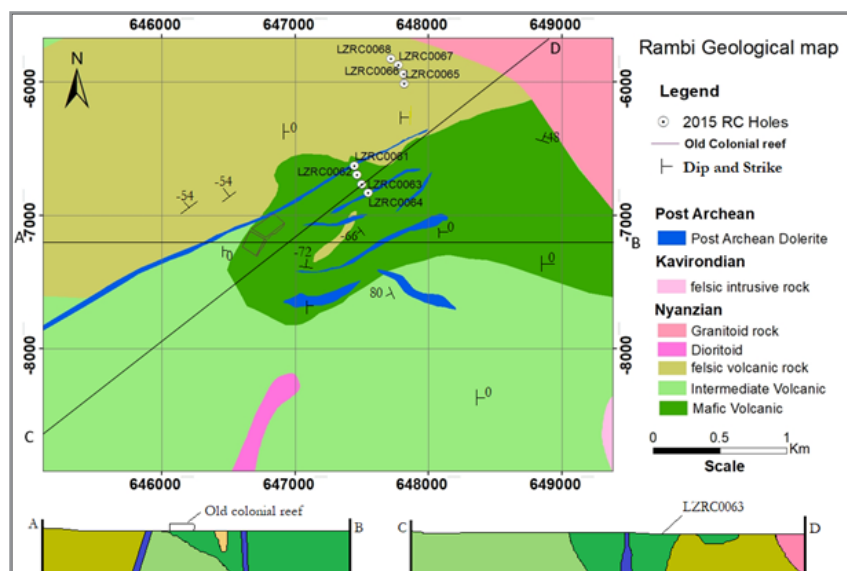 646000 647000 648000 649000
Rambi Geological map
N
D
LZRC0068
LZRC0067
LZRC0066
LZRC0065
-6000
-6000
Legend
2015 RC Holes
Old Colonial reef
Dip and Strike
0
48
LZRC0061
LZRC0062
LZRC0063
LZRC0064
-54
-54
-7000
-7000
Post Archean
Post Archean Dolerite
A
B
-66
0
0
-72
0
80
Kavirondian
felsic intrusive rock
Nyanzian
Granitoid rock
Dioritoid
felsic volcanic rock
Intermediate Volcanic
Mafic Volcanic
-8000
-8000
0
C
0 0.5 1
Km
Scale
646000 647000 648000 649000
A
Old colonial reef
B
C
LZRC0063
D